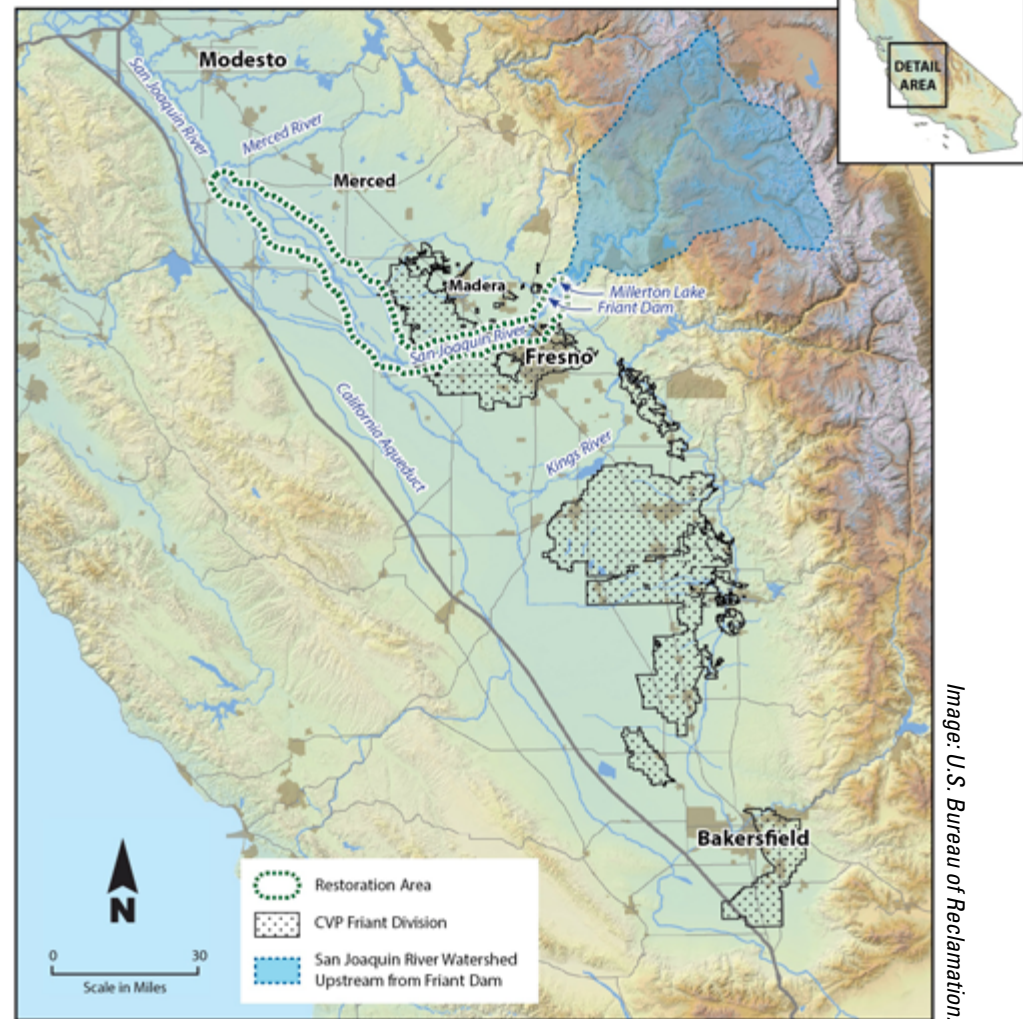 DETAIL
AREA
Modesto
San Joaquin River
Merced River
Merced
Madera
Millerton Lake
Friant Dam
San Joaquin River
Fresno
California Aqueduct
Kings River
Bakersfield
N
0 30
Scale in Miles
Restoration Area
CVP Friant Division
San Joaquin River Watershed
Upstream from Friant Dam
Image: U.S. Bureau of Reclamation.